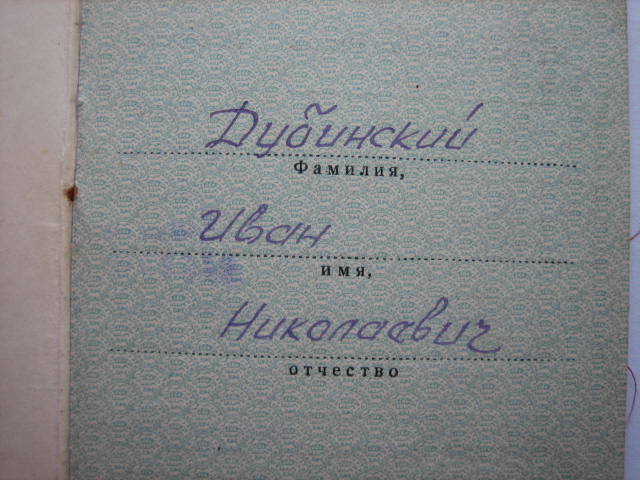 Дубинский
Фамилия,
Иван
имя,
Николаевич
отчество